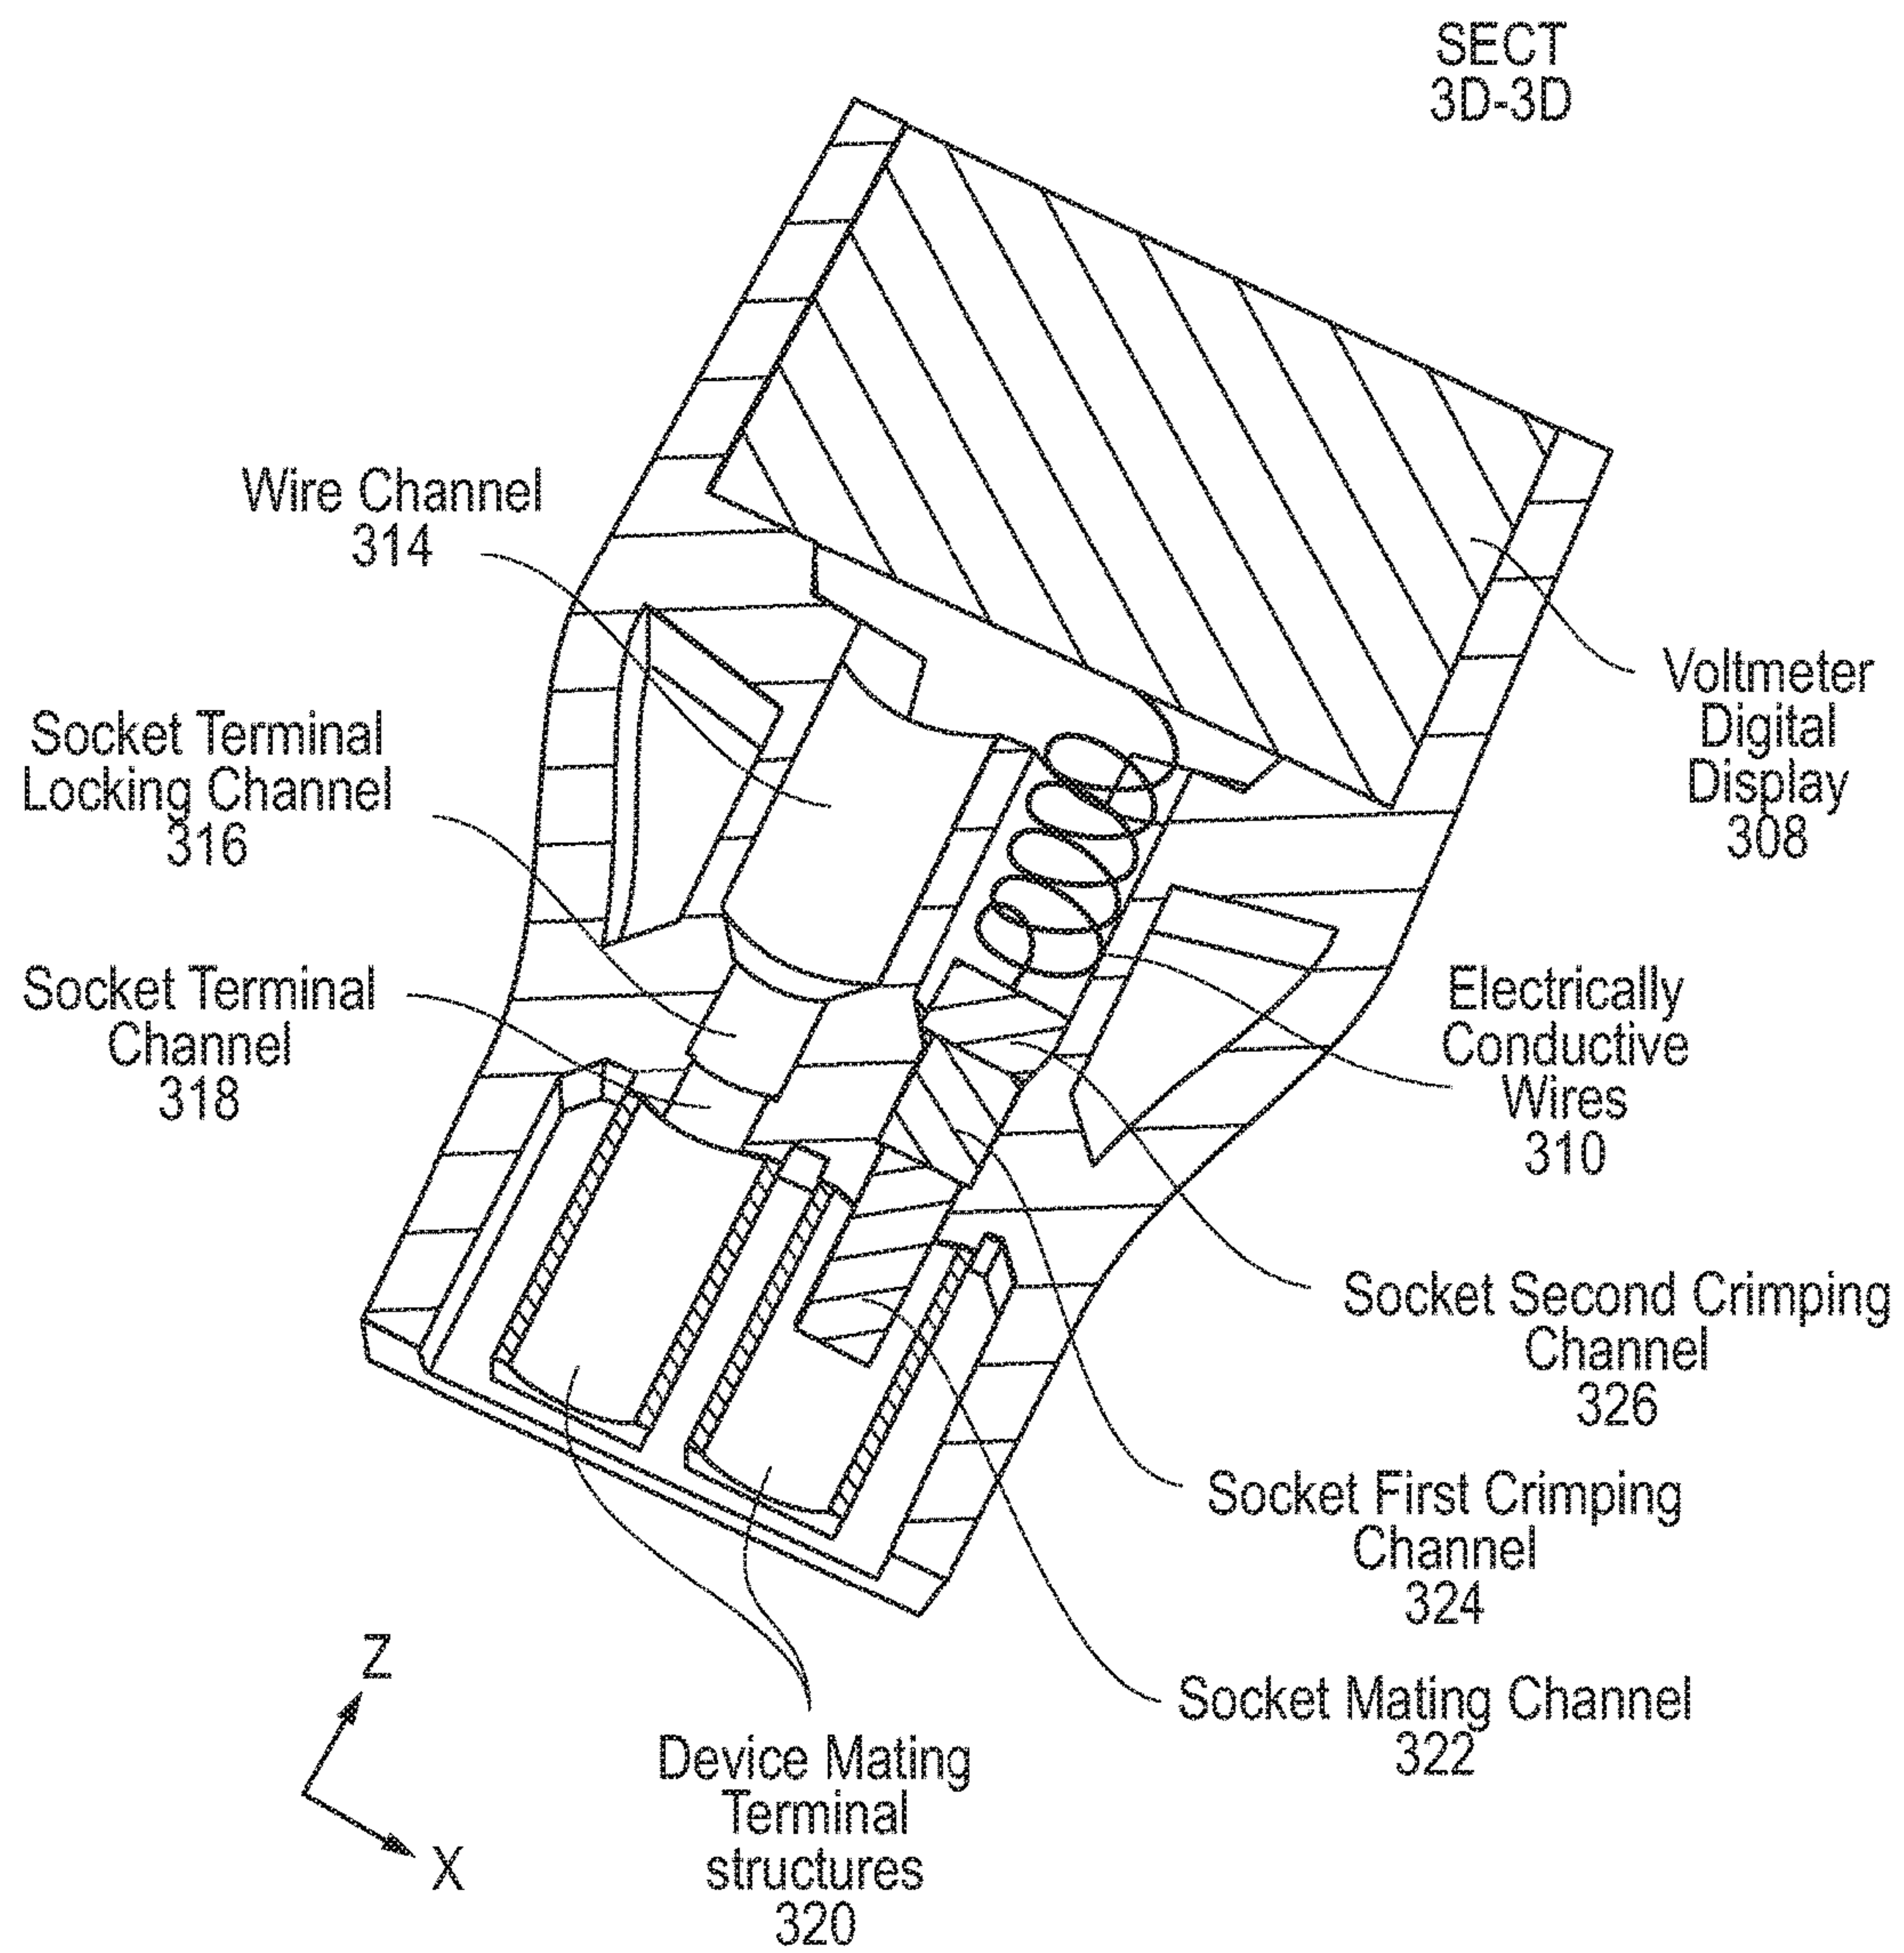 SECT
3D-3D
Wire Channel
314
Socket Terminal
Locking Channel
316
Socket Terminal
Channel
318
Voltmeter
Digital
Display
308
Electrically
Conductive
Wires
310
Socket Second Crimping
Channel
326
Socket First Crimping
Channel
324
Socket Mating Channel
322
Device Mating
Terminal
structures
320
Z
X